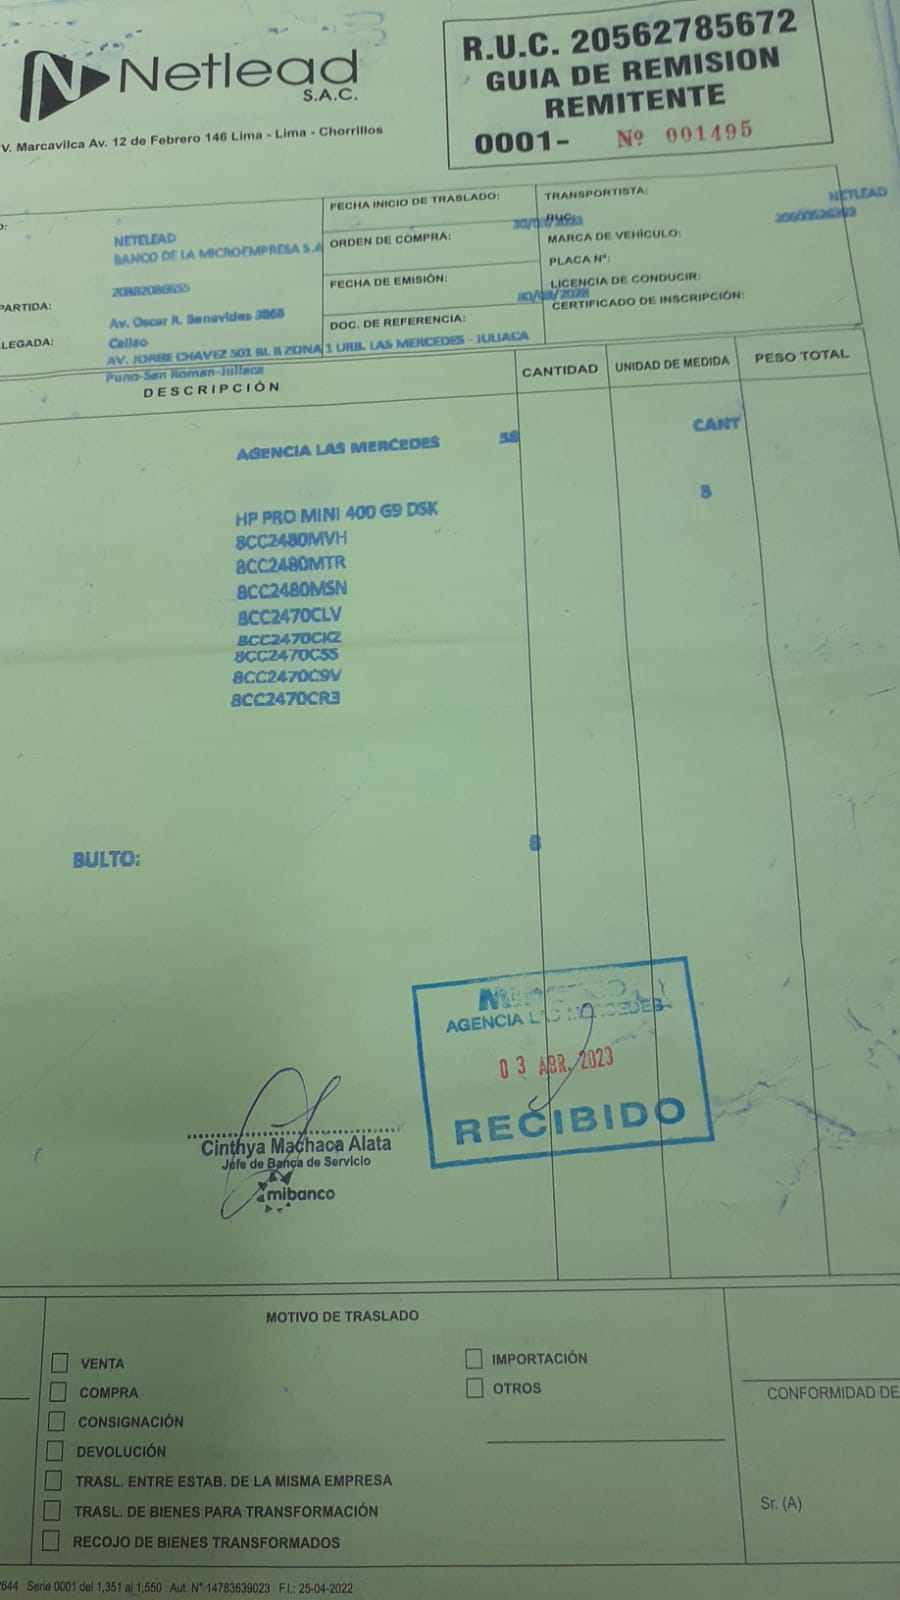 Netlead
S.A.C.
V. Marcavilca Av. 12 de Febrero 146 Lima - Lima - Chorrillos
R.U.C. 20562785672
GUIA DE REMISION
REMITENTE
0001- Nº 001495
NETELEAD
BANCO DE LA MICROEMPRESA S.A
PARTIDA:
Av. Oscar R. Benavides 3866
LEGADA:
Callao
AV. JORGE CHAVEZ 501 BL B ZONA 1 URB. LAS MERCEDES - JULIACA
Puno-San Roman-Juliaca
FECHA INICIO DE TRASLADO:
ORDEN DE COMPRA:
FECHA DE EMISIÓN:
30/03/2023
DOC. DE REFERENCIA:
TRANSPORTISTA:
NETLEAD
RUC:
MARCA DE VEHÍCULO:
PLACA Nº:
LICENCIA DE CONDUCIR:
CERTIFICADO DE INSCRIPCIÓN:
DESCRIPCIÓN CANTIDAD UNIDAD DE MEDIDA PESO TOTAL
AGENCIA LAS MERCEDES CANT
HP PRO MINI 400 G9 DSK 8
8CC2480MVH
8CC2480MTR
8CC2480MSN
8CC2470CLV
8CC2470CKZ
8CC2470C5S
8CC2470C9V
8CC2470CR3
BULTO: 8
AGENCIA LAS MERCEDES
03 ABR. 2023
RECIBIDO
Cinthya Machaca Alata
Jefe de Banca de Servicio
mibanco
MOTIVO DE TRASLADO
VENTA
COMPRA
CONSIGNACIÓN
DEVOLUCIÓN
TRASL. ENTRE ESTAB. DE LA MISMA EMPRESA
TRASL. DE BIENES PARA TRANSFORMACIÓN
RECOJO DE BIENES TRANSFORMADOS
IMPORTACIÓN
OTROS
CONFORMIDAD DE
Sr. (A)
2644 Serie 0001 del 1,351 al 1,550 Aut. Nº 14783639023 F.I.: 25-04-2022